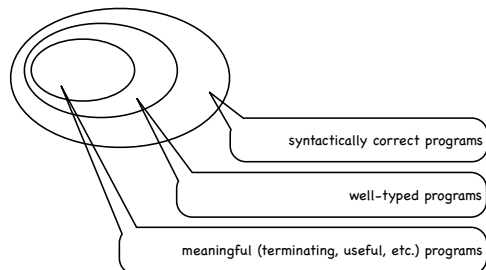 syntactically correct programs
well-typed programs
meaningful (terminating, useful, etc.) programs